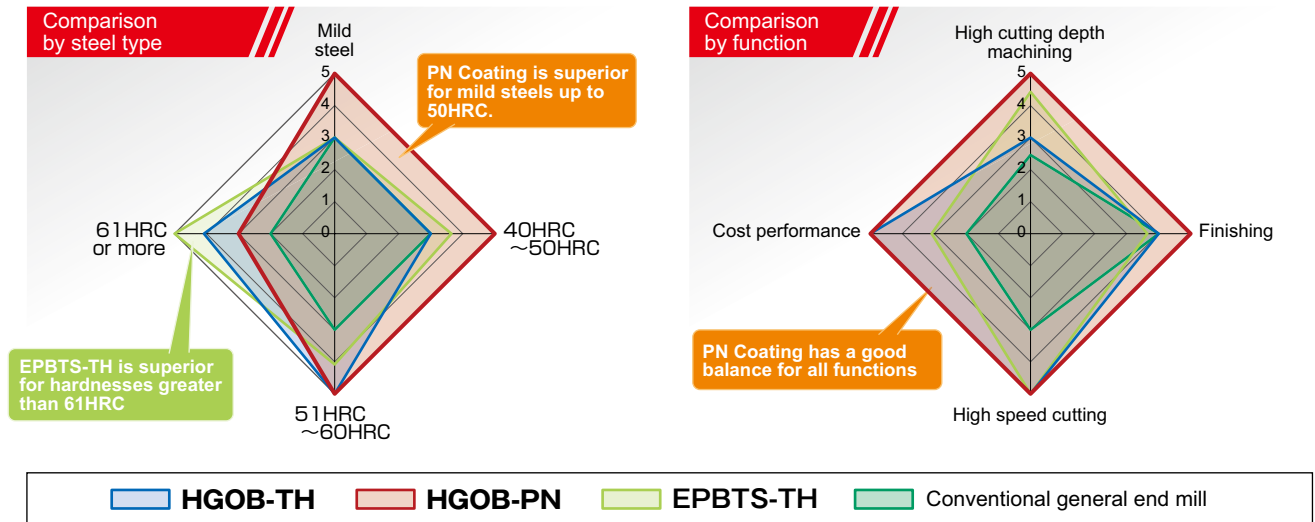 Comparison
by steel type
Mild
steel
5
4
3
2
1
0
PN Coating is superior
for mild steels up to
50HRC.
61HRC
or more
40HRC
～50HRC
EPBTS-TH is superior
for hardnesses greater
than 61HRC
51HRC
～60HRC
Comparison
by function
High cutting depth
machining
5
4
3
2
1
0
Cost performance
Finishing
PN Coating has a good
balance for all functions
High speed cutting
HGOB-TH
HGOB-PN
EPBTS-TH
Conventional general end mill